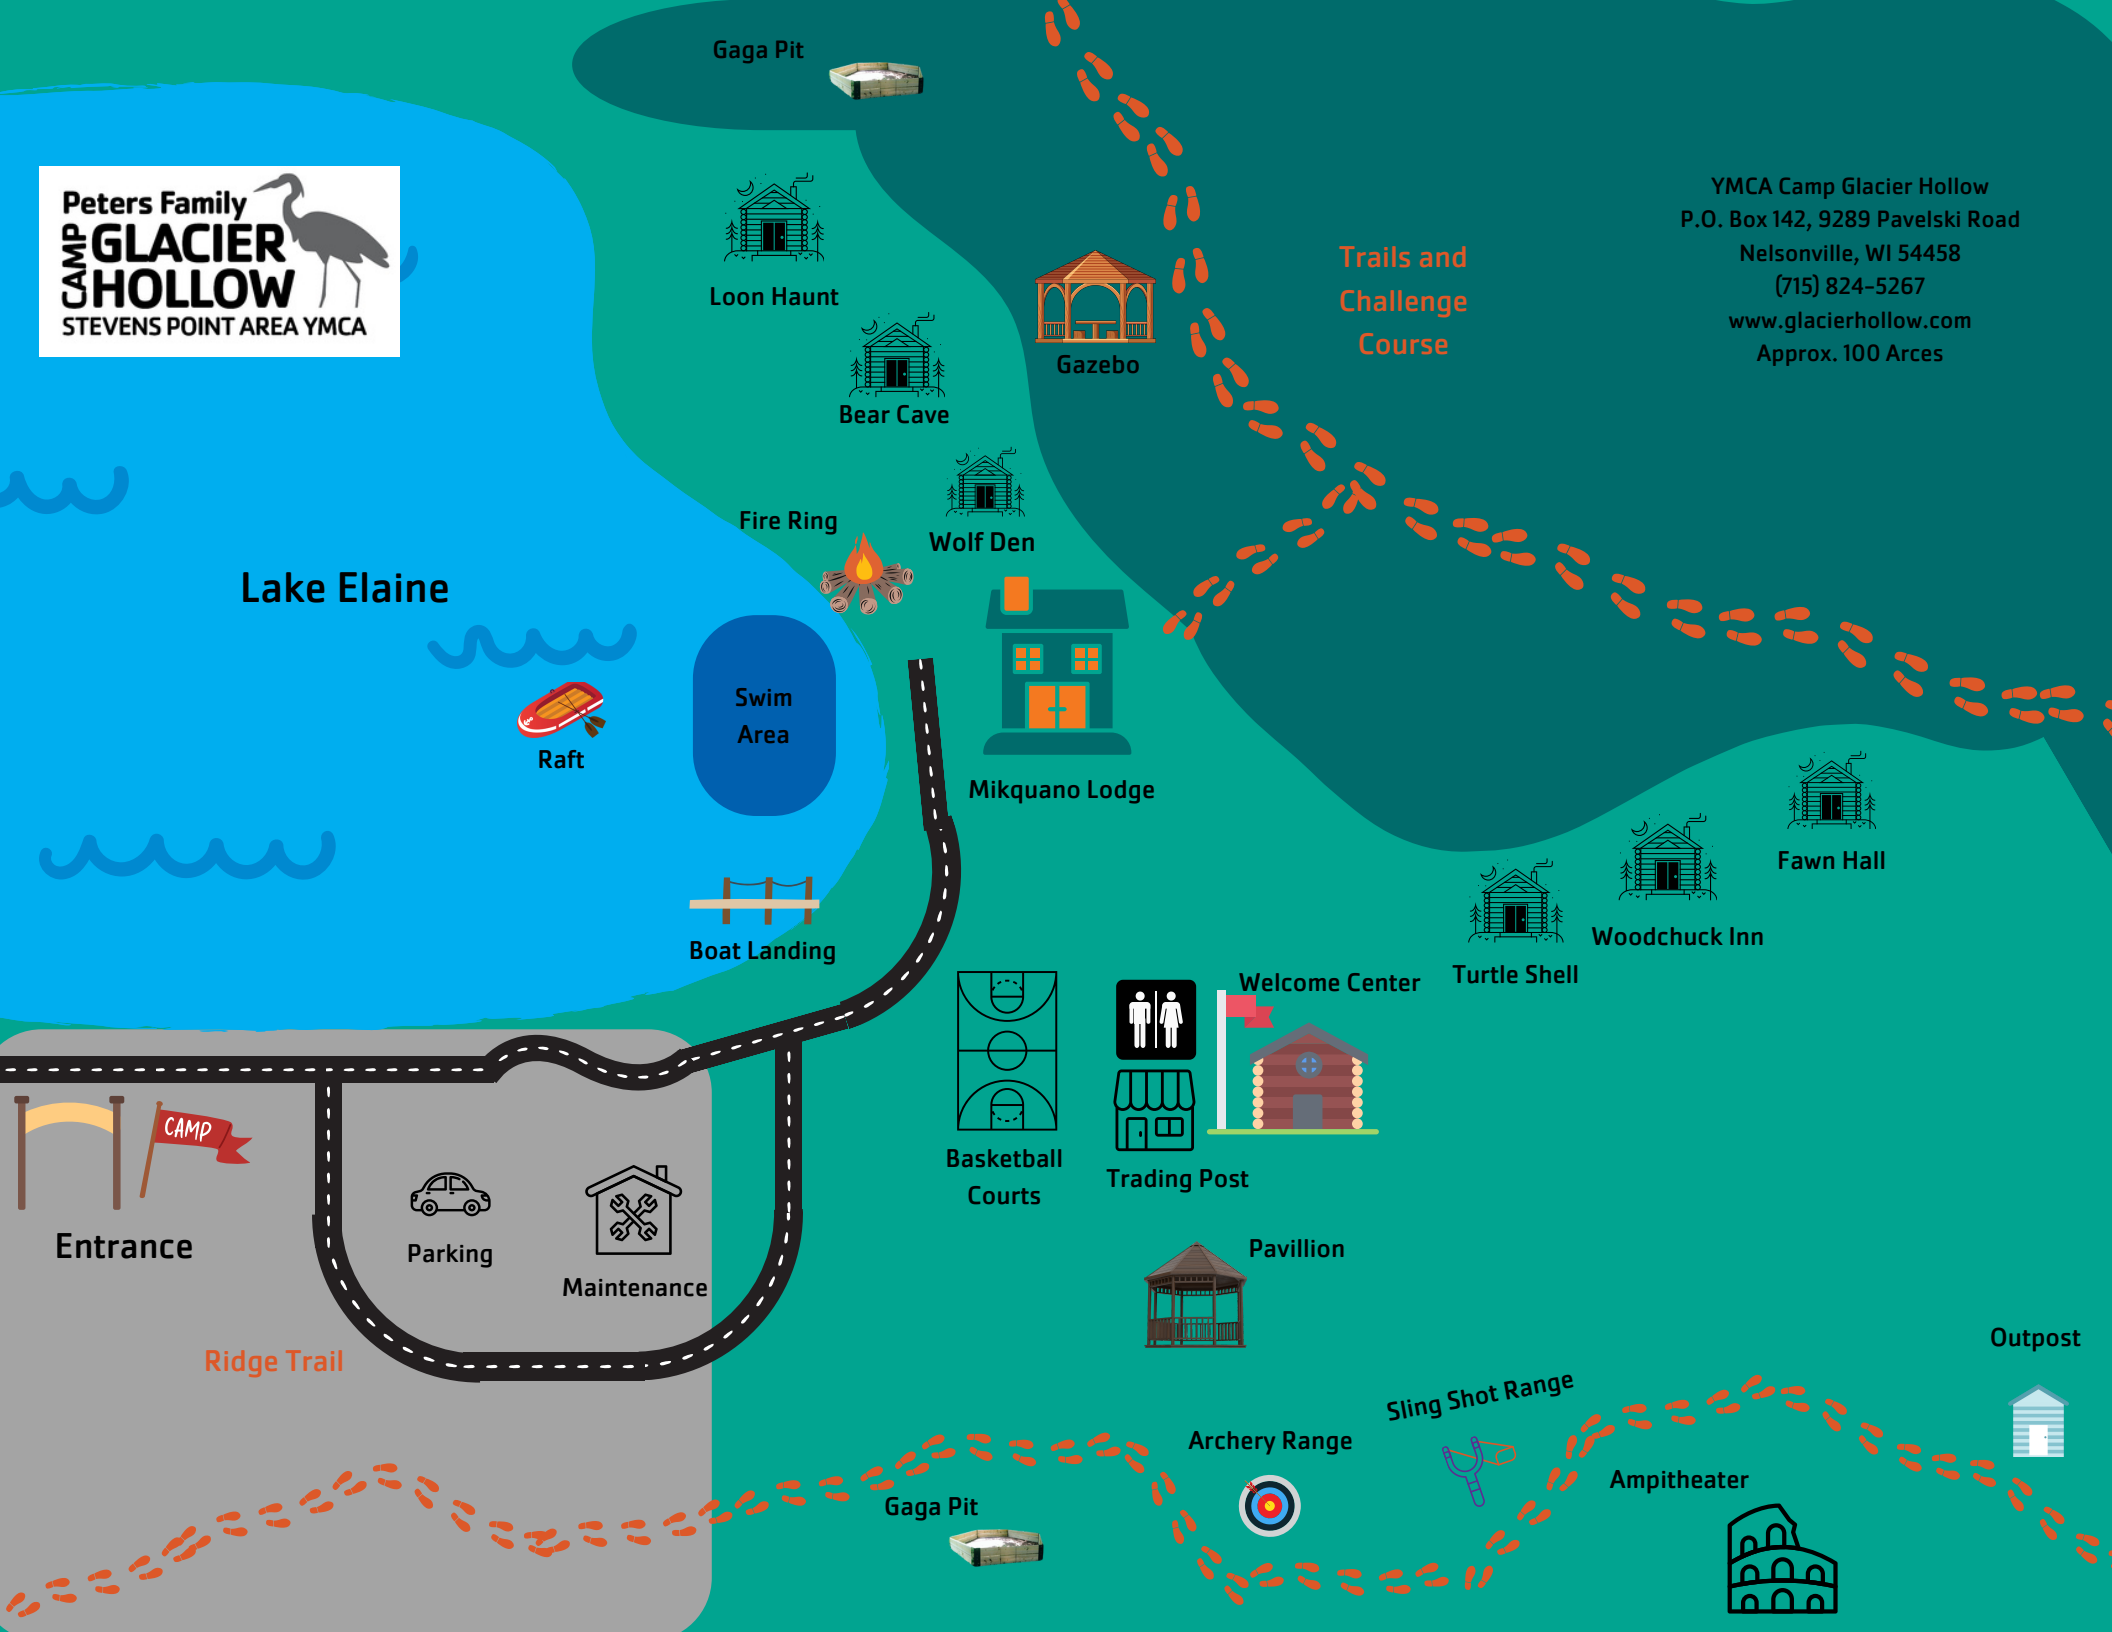 Gaga Pit
Peters Family
CAMP
GLACIER
HOLLOW
STEVENS POINT AREA YMCA
YMCA Camp Glacier Hollow
P.O. Box 142, 9289 Pavelski Road
Nelsonville, WI 54458
(715) 824-5267
www.glacierhollow.com
Approx. 100 Arces
Trails and
Challenge
Course
Loon Haunt
Gazebo
Bear Cave
Fire Ring
Wolf Den
Lake Elaine
Swim
Area
Raft
Mikquano Lodge
Fawn Hall
Woodchuck Inn
Turtle Shell
Boat Landing
Welcome Center
CAMP
Entrance
Parking
Maintenance
Basketball
Courts
Trading Post
Pavillion
Ridge Trail
Outpost
Sling Shot Range
Archery Range
Ampitheater
Gaga Pit